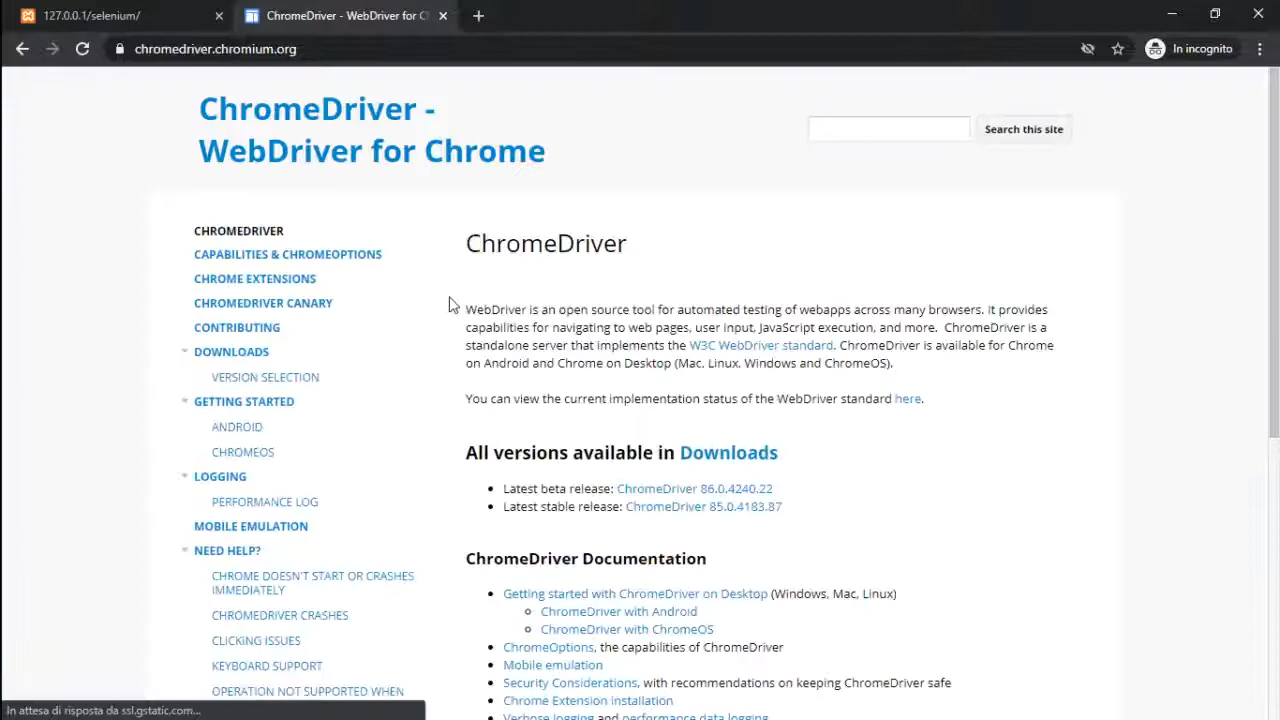 127.0.0.1/selenium/
ChromeDriver - WebDriver for C
chromedriver.chromium.org
In incognito
ChromeDriver -
WebDriver for Chrome
Search this site
CHROMEDRIVER
CAPABILITIES & CHROMEOPTIONS
CHROME EXTENSIONS
CHROMEDRIVER CANARY
CONTRIBUTING
DOWNLOADS
VERSION SELECTION
GETTING STARTED
ANDROID
CHROMEOS
LOGGING
PERFORMANCE LOG
MOBILE EMULATION
NEED HELP?
CHROME DOESN'T START OR CRASHES
IMMEDIATELY
CHROMEDRIVER CRASHES
CLICKING ISSUES
KEYBOARD SUPPORT
OPERATION NOT SUPPORTED WHEN
ChromeDriver
WebDriver is an open source tool for automated testing of webapps across many browsers. It provides
capabilities for navigating to web pages, user input, JavaScript execution, and more. ChromeDriver is a
standalone server that implements the W3C WebDriver standard. ChromeDriver is available for Chrome
on Android and Chrome on Desktop (Mac, Linux, Windows and ChromeOS).
You can view the current implementation status of the WebDriver standard here.
All versions available in Downloads
Latest beta release: ChromeDriver 86.0.4240.22
Latest stable release: ChromeDriver 85.0.4183.87
ChromeDriver Documentation
Getting started with ChromeDriver on Desktop (Windows, Mac, Linux)
ChromeDriver with Android
ChromeDriver with ChromeOS
ChromeOptions, the capabilities of ChromeDriver
Mobile emulation
Security Considerations, with recommendations on keeping ChromeDriver safe
Chrome Extension installation
Verbose logging and performance data logging
In attesa di risposta da ssl.gstatic.com...